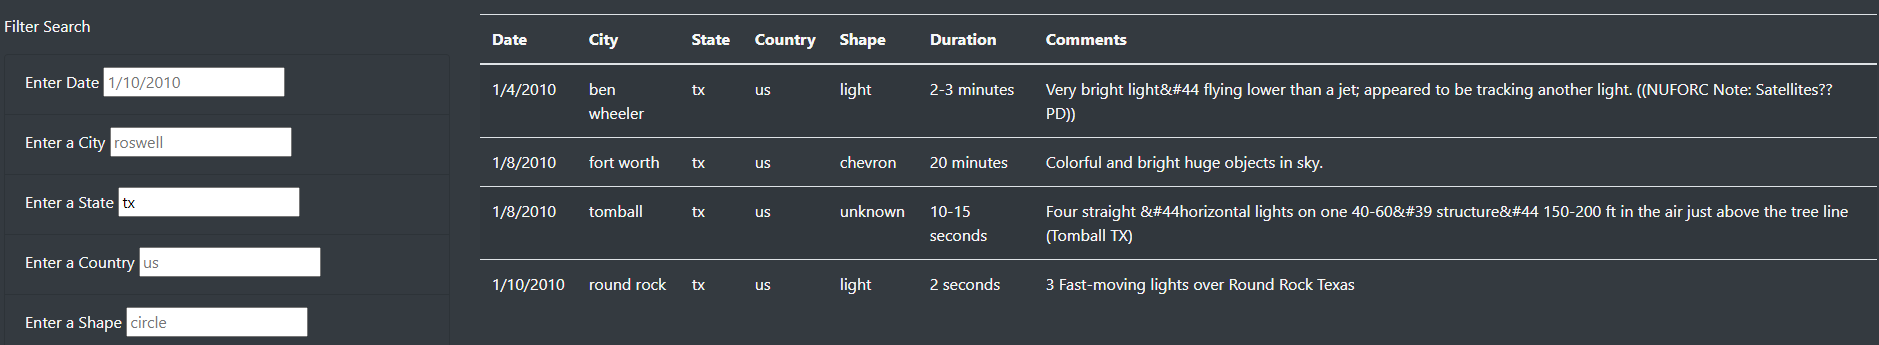 Filter Search
Enter Date 1/10/2010
Enter a City roswell
Enter a State tx
Enter a Country us
Enter a Shape circle
Date City State Country Shape Duration Comments
1/4/2010 ben wheeler tx us light 2-3 minutes Very bright light&#44 flying lower than a jet; appeared to be tracking another light. ((NUFORC Note: Satellites?? PD))
1/8/2010 fort worth tx us chevron 20 minutes Colorful and bright huge objects in sky.
1/8/2010 tomball tx us unknown 10-15 seconds Four straight &#44horizontal lights on one 40-60&#39 structure&#44 150-200 ft in the air just above the tree line (Tomball TX)
1/10/2010 round rock tx us light 2 seconds 3 Fast-moving lights over Round Rock Texas